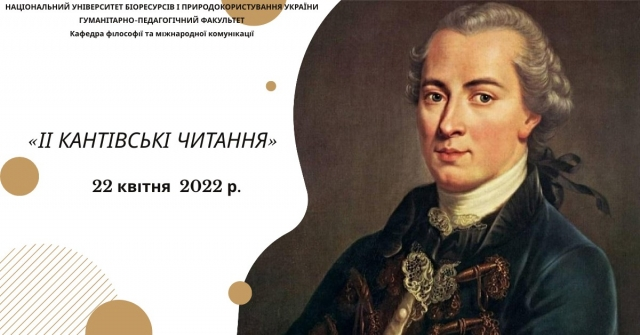 НАЦІОНАЛЬНИЙ УНІВЕРСИТЕТ БІОРЕСУРСІВ І ПРИРОДОКОРИСТУВАННЯ УКРАЇНИ
ГУМАНІТАРНО-ПЕДАГОГІЧНИЙ ФАКУЛЬТЕТ
Кафедра філософії та міжнародної комунікації
«ІІ КАНТІВСЬКІ ЧИТАННЯ»
22 квітня 2022 р.